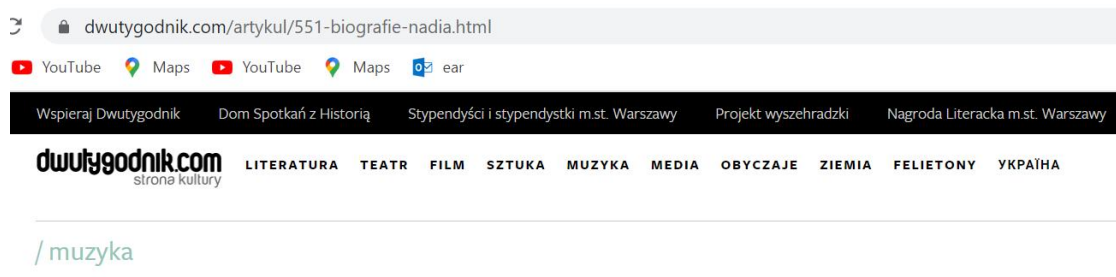 dwutygodnik.com/artykul/551-biografie-nadia.html
YouTube Maps YouTube Maps ear
Wspieraj Dwutygodnik Dom Spotkań z Historią Stypendyści i stypendystki m.st. Warszawy Projekt wyszehradzki Nagroda Literacka m.st. Warszawy
dwutygodnik.com LITERATURA TEATR FILM SZTUKA MUZYKA MEDIA OBYCZAJE ZIEMIA FELIETONY УКРАЇНА
strona kultury
/ muzyka